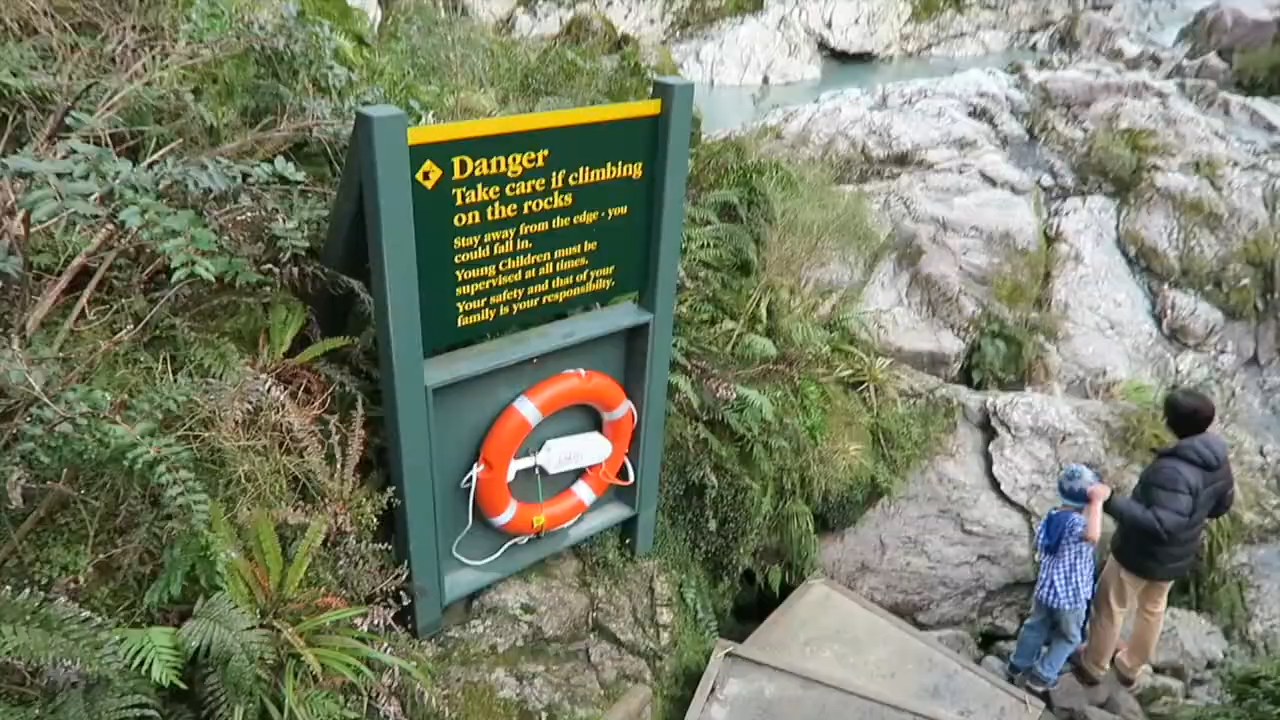 Danger
Take care if climbing
on the rocks
Stay away from the edge - you
could fall in.
Young Children must be
supervised at all times.
Your safety and that of your
family is your responsibility.